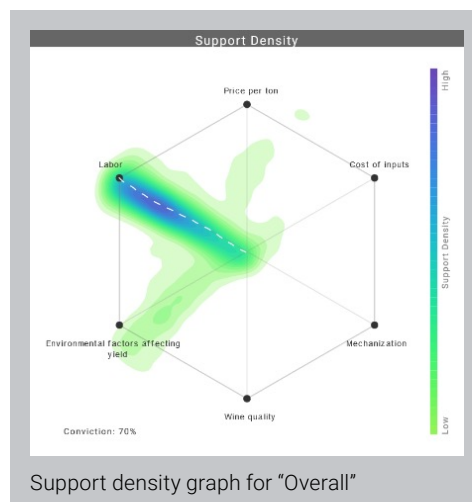 Support Density
Price per ton
Labor
Cost of inputs
High
Support Density
Low
Environmental factors affecting
yield
Mechanization
Wine quality
Conviction: 70%
Support density graph for “Overall”